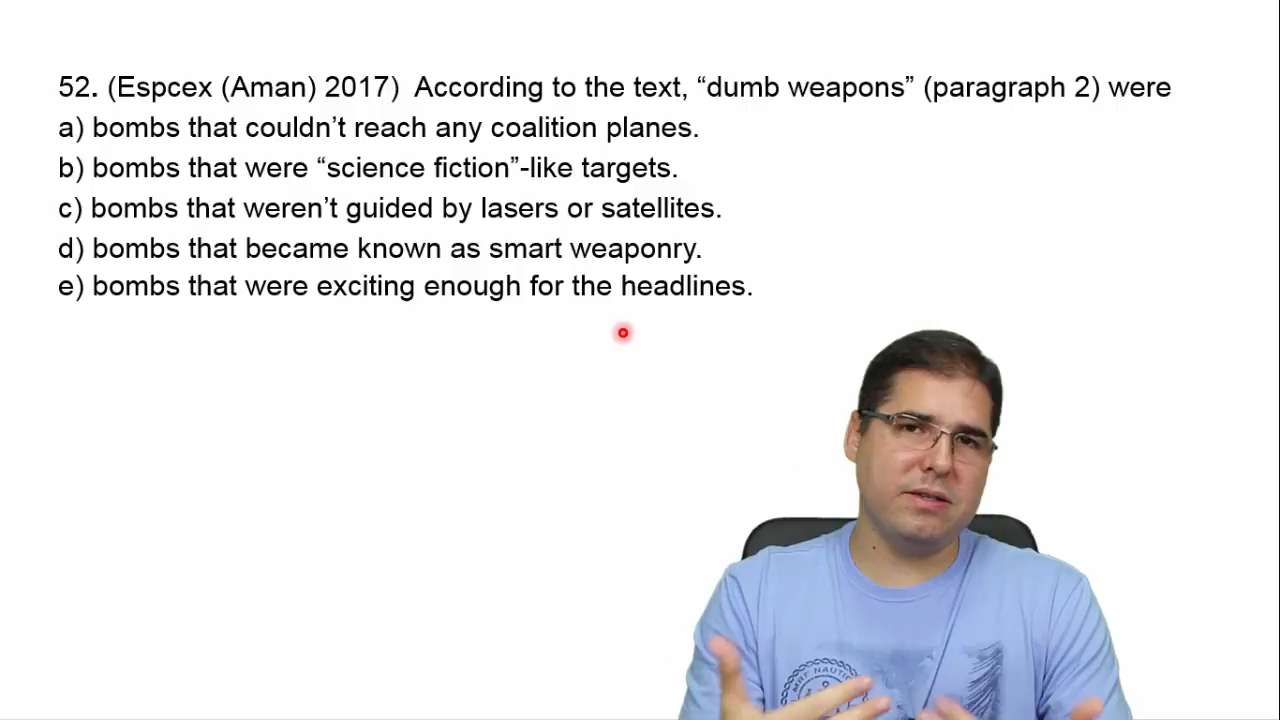 52. (Espcex (Aman) 2017) According to the text, “dumb weapons” (paragraph 2) were
a) bombs that couldn’t reach any coalition planes.
b) bombs that were “science fiction”-like targets.
c) bombs that weren’t guided by lasers or satellites.
d) bombs that became known as smart weaponry.
e) bombs that were exciting enough for the headlines.
MRF NAUTIC